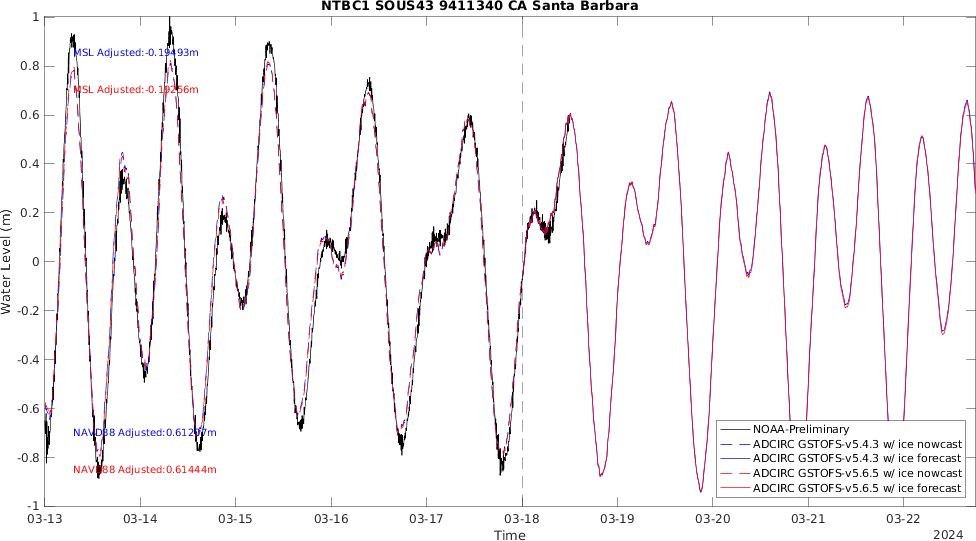 NTBC1 SOUS43 9411340 CA Santa Barbara
1
0.8
0.6
0.4
0.2
0
-0.2
-0.4
-0.6
-0.8
-1
Water Level (m)
MSL Adjusted:-0.19493m
MSL Adjusted:-0.19256m
NAVD88 Adjusted:0.61207m
NAVD88 Adjusted:0.61444m
NOAA-Preliminary
ADCIRC GSTOFS-v5.4.3 w/ ice nowcast
ADCIRC GSTOFS-v5.4.3 w/ ice forecast
ADCIRC GSTOFS-v5.6.5 w/ ice nowcast
ADCIRC GSTOFS-v5.6.5 w/ ice forecast
03-13 03-14 03-15 03-16 03-17 03-18 03-19 03-20 03-21 03-22
Time
2024